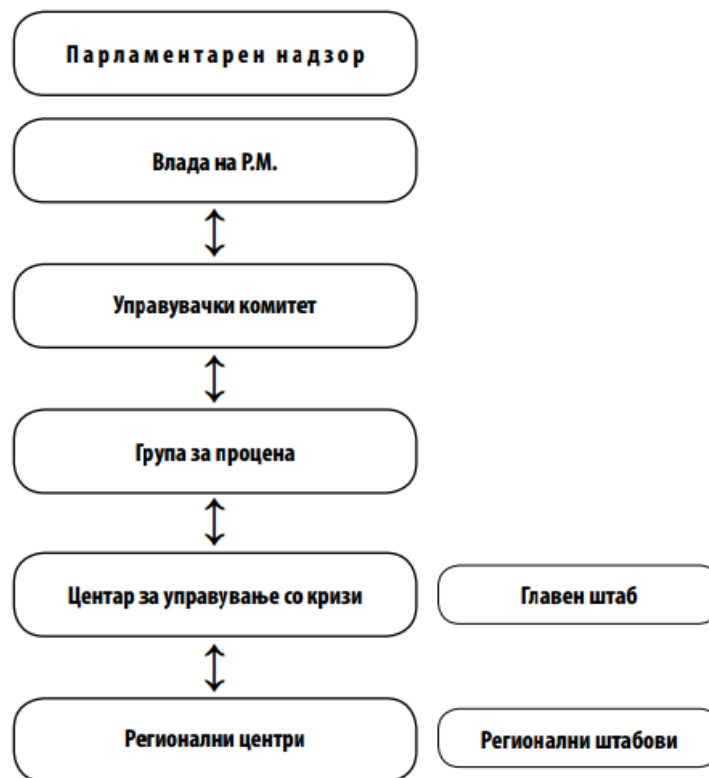 Парламентарен надзор
Влада на Р.М.
Управувачки комитет
Група за процена
Центар за управување со кризи
Главен штаб
Регионални центри
Регионални штабови